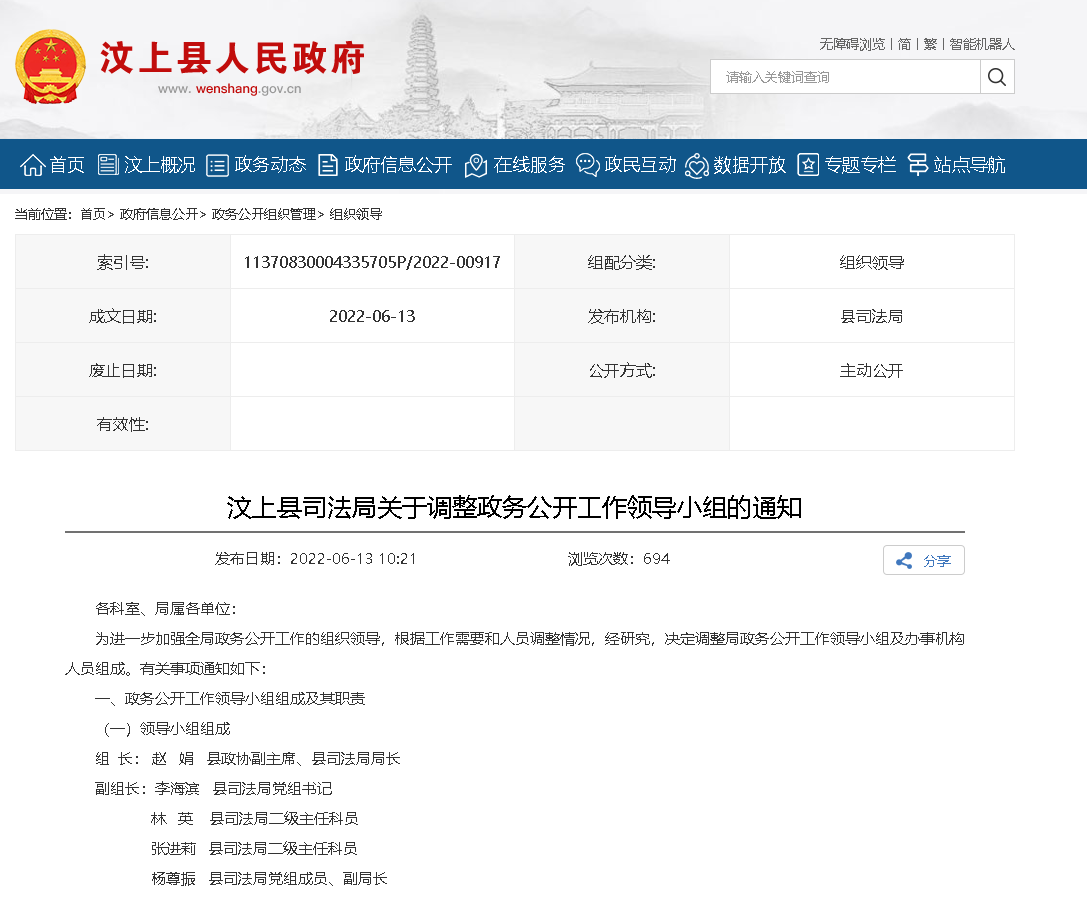 汶上县人民政府
www.wenshang.gov.cn
无障碍浏览 | 简 | 繁 | 智能机器人
请输入关键词查询
首页 汶上概况 政务动态 政府信息公开 在线服务 政民互动 数据开放 专题专栏 站点导航
当前位置：首页> 政府信息公开> 政务公开组织管理> 组织领导
索引号: 11370830004335705P/2022-00917 组配分类: 组织领导
成文日期: 2022-06-13 发布机构: 县司法局
废止日期: 公开方式: 主动公开
有效性:
汶上县司法局关于调整政务公开工作领导小组的通知
发布日期：2022-06-13 10:21 浏览次数：694 分享
各科室、局属各单位：
为进一步加强全局政务公开工作的组织领导，根据工作需要和人员调整情况，经研究，决定调整局政务公开工作领导小组及办事机构
人员组成。有关事项通知如下：
一、政务公开工作领导小组组成及其职责
（一）领导小组组成
组 长： 赵 娟 县政协副主席、县司法局局长
副组长：李海滨 县司法局党组书记
林 英 县司法局二级主任科员
张进莉 县司法局二级主任科员
杨尊振 县司法局党组成员、副局长